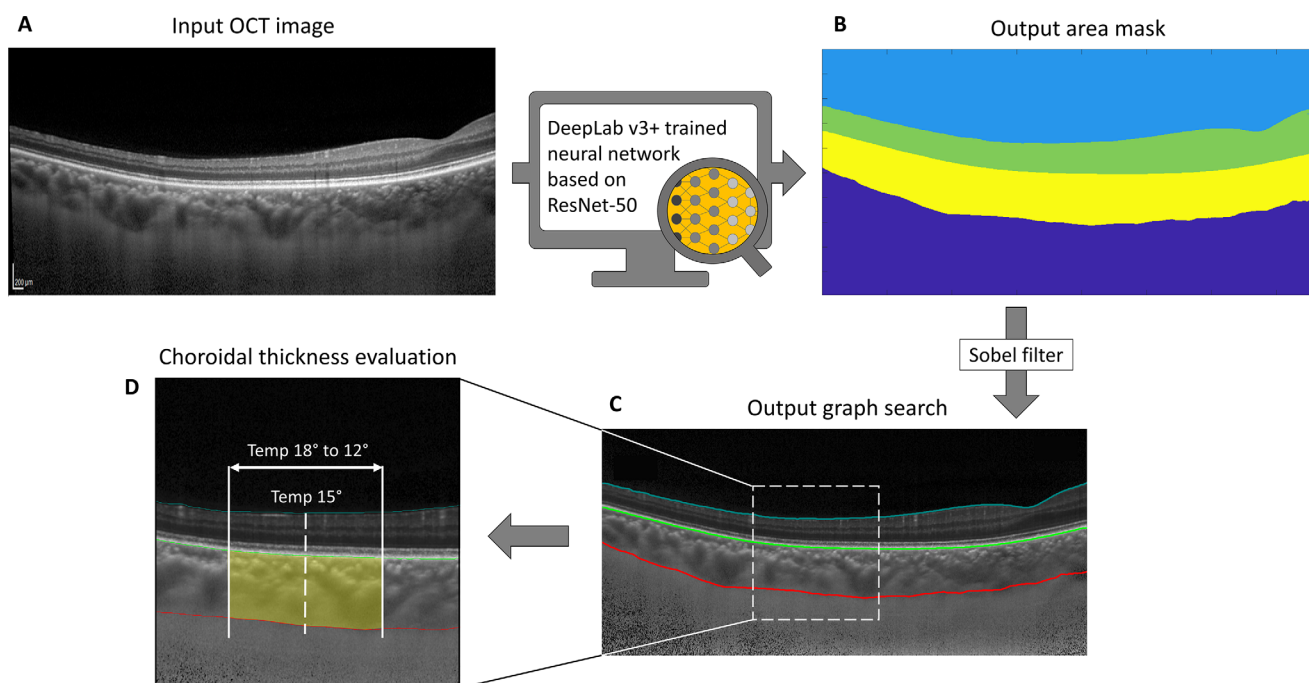 A
Input OCT image
B
Output area mask
DeepLab v3+ trained
neural network
based on
ResNet-50
200 µm
Sobel filter
Choroidal thickness evaluation
D
C
Output graph search
Temp 18° to 12°
Temp 15°